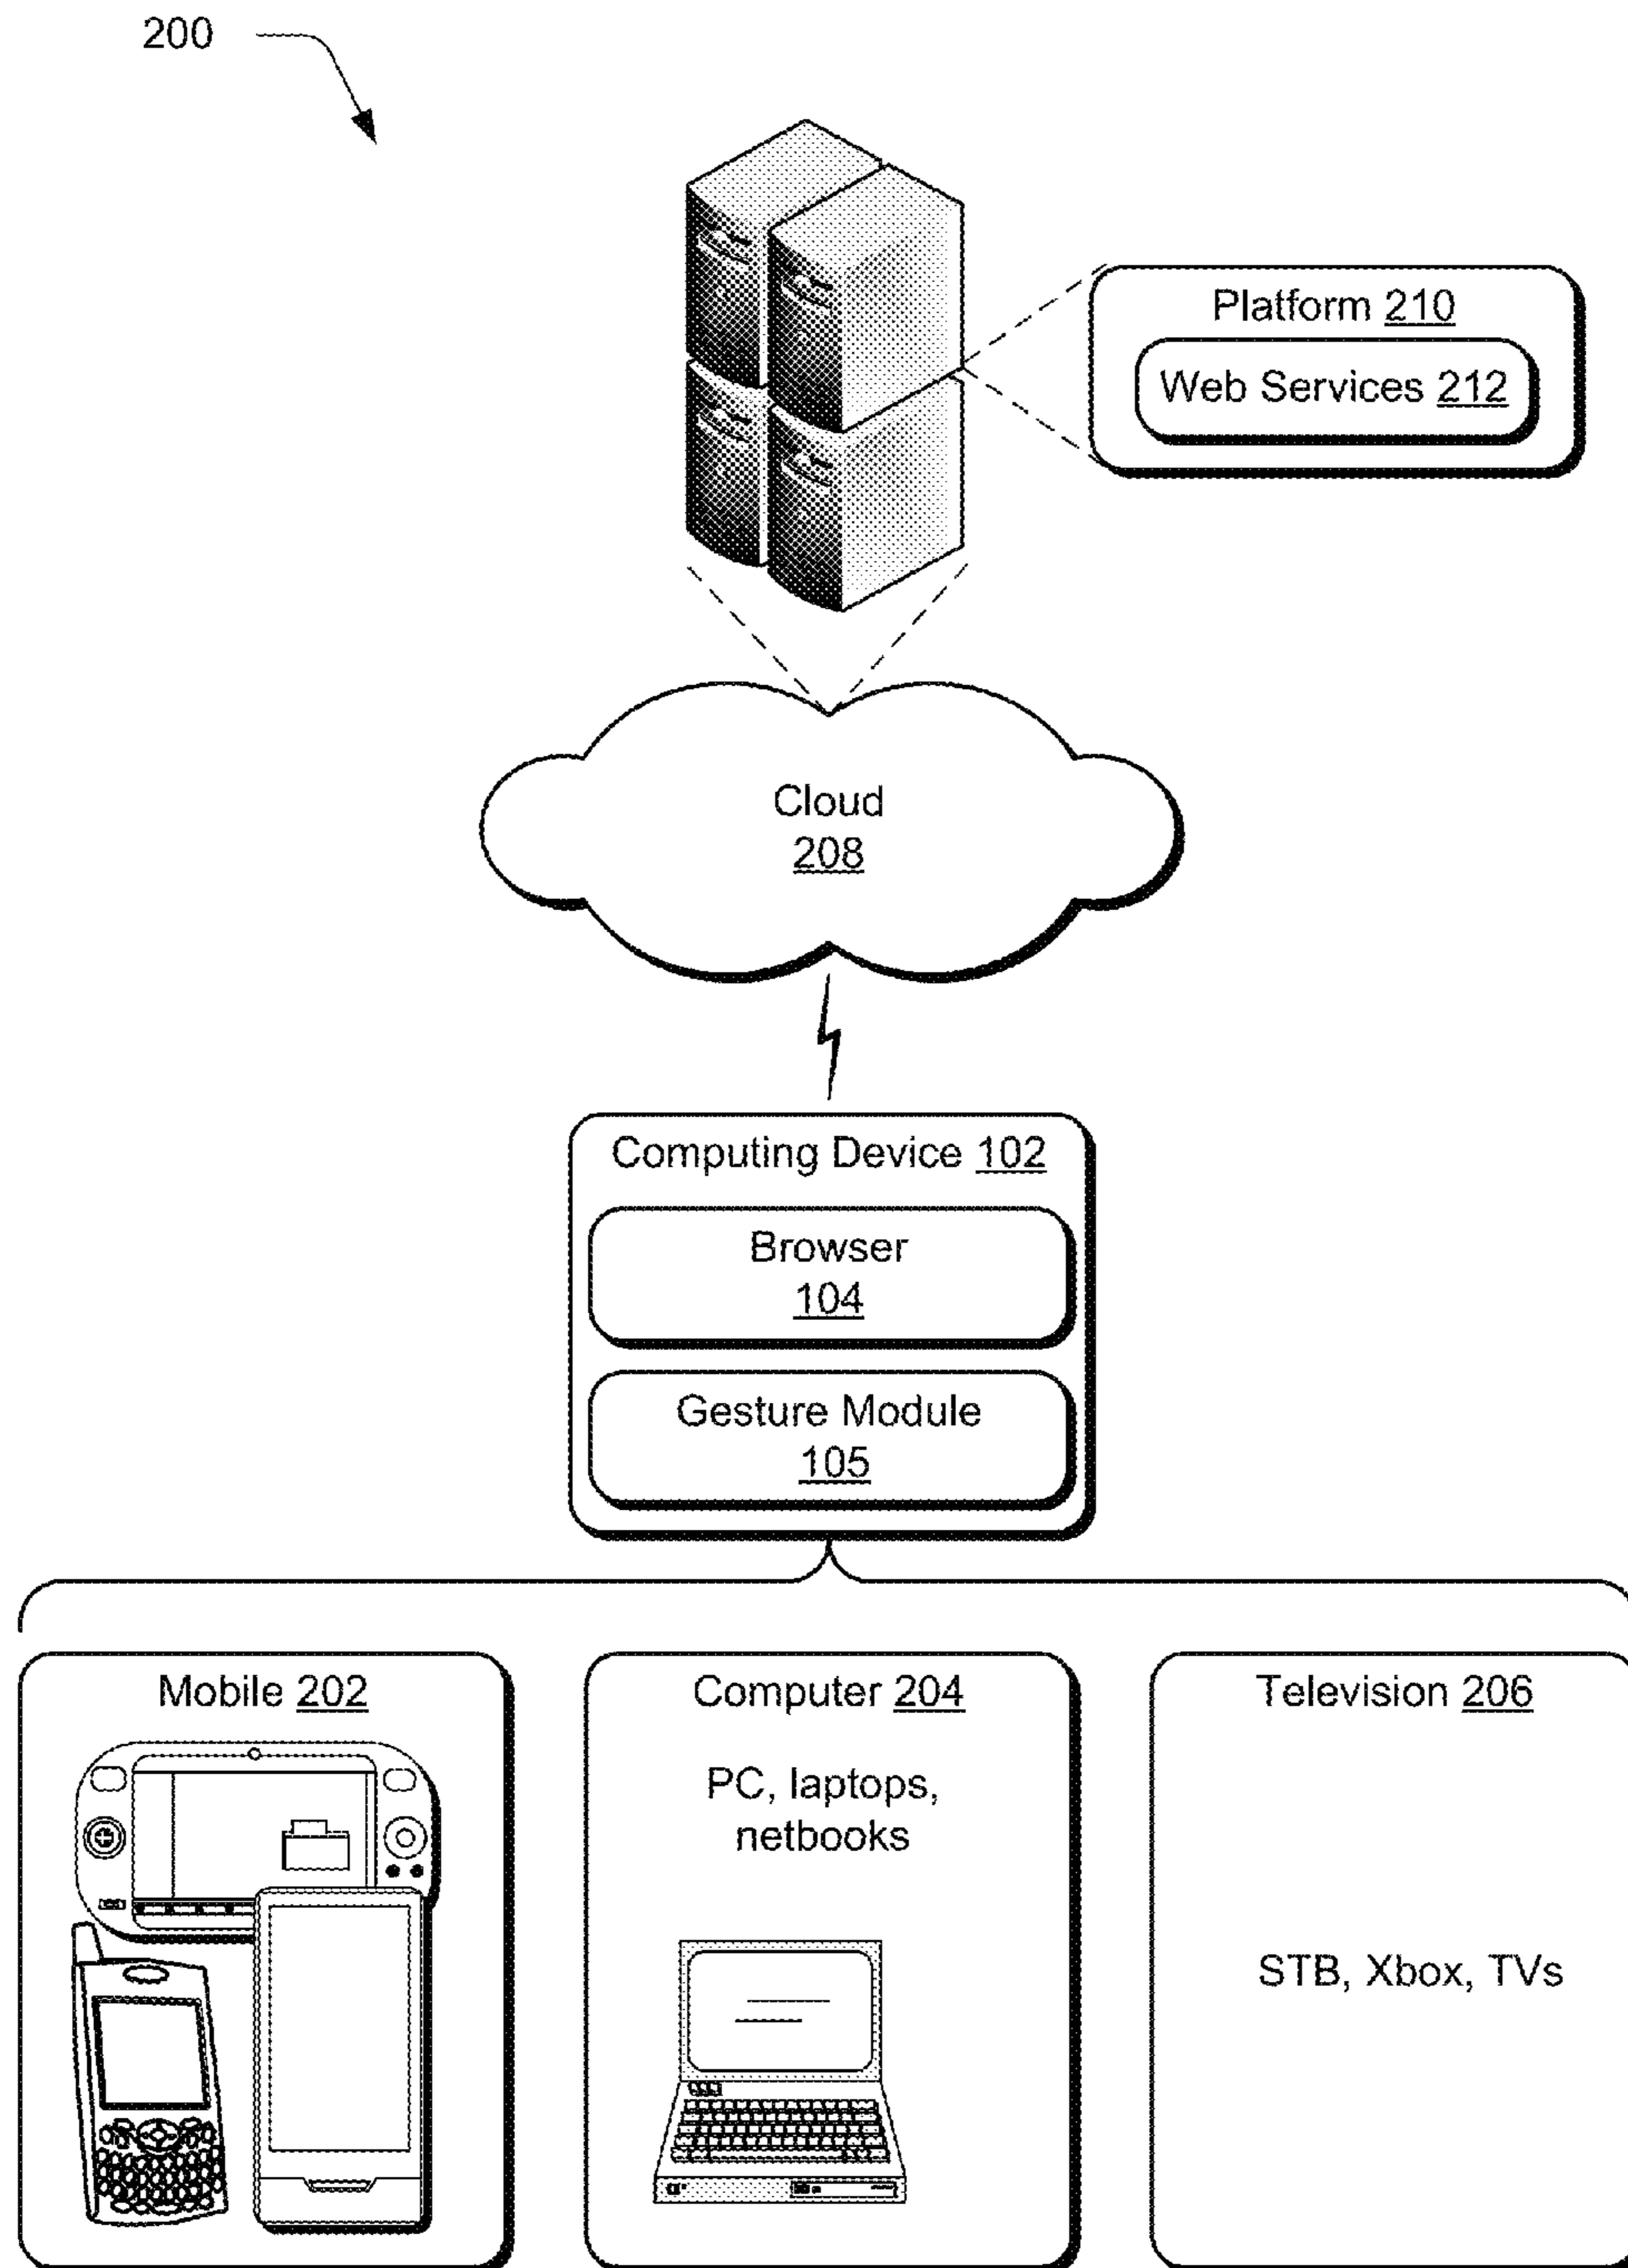 200
Platform 210
Web Services 212
Cloud
208
Computing Device 102
Browser
104
Gesture Module
105
Mobile 202
Computer 204
PC, laptops,
netbooks
Television 206
STB, Xbox, TVs